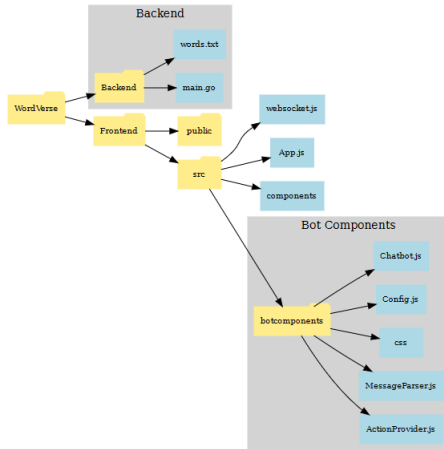 Backend
words.txt
Backend
main.go
WordVerse
websocket.js
Frontend
public
App.js
src
components
Bot Components
Chatbot.js
Config.js
botcomponents
css
MessageParser.js
ActionProvider.js